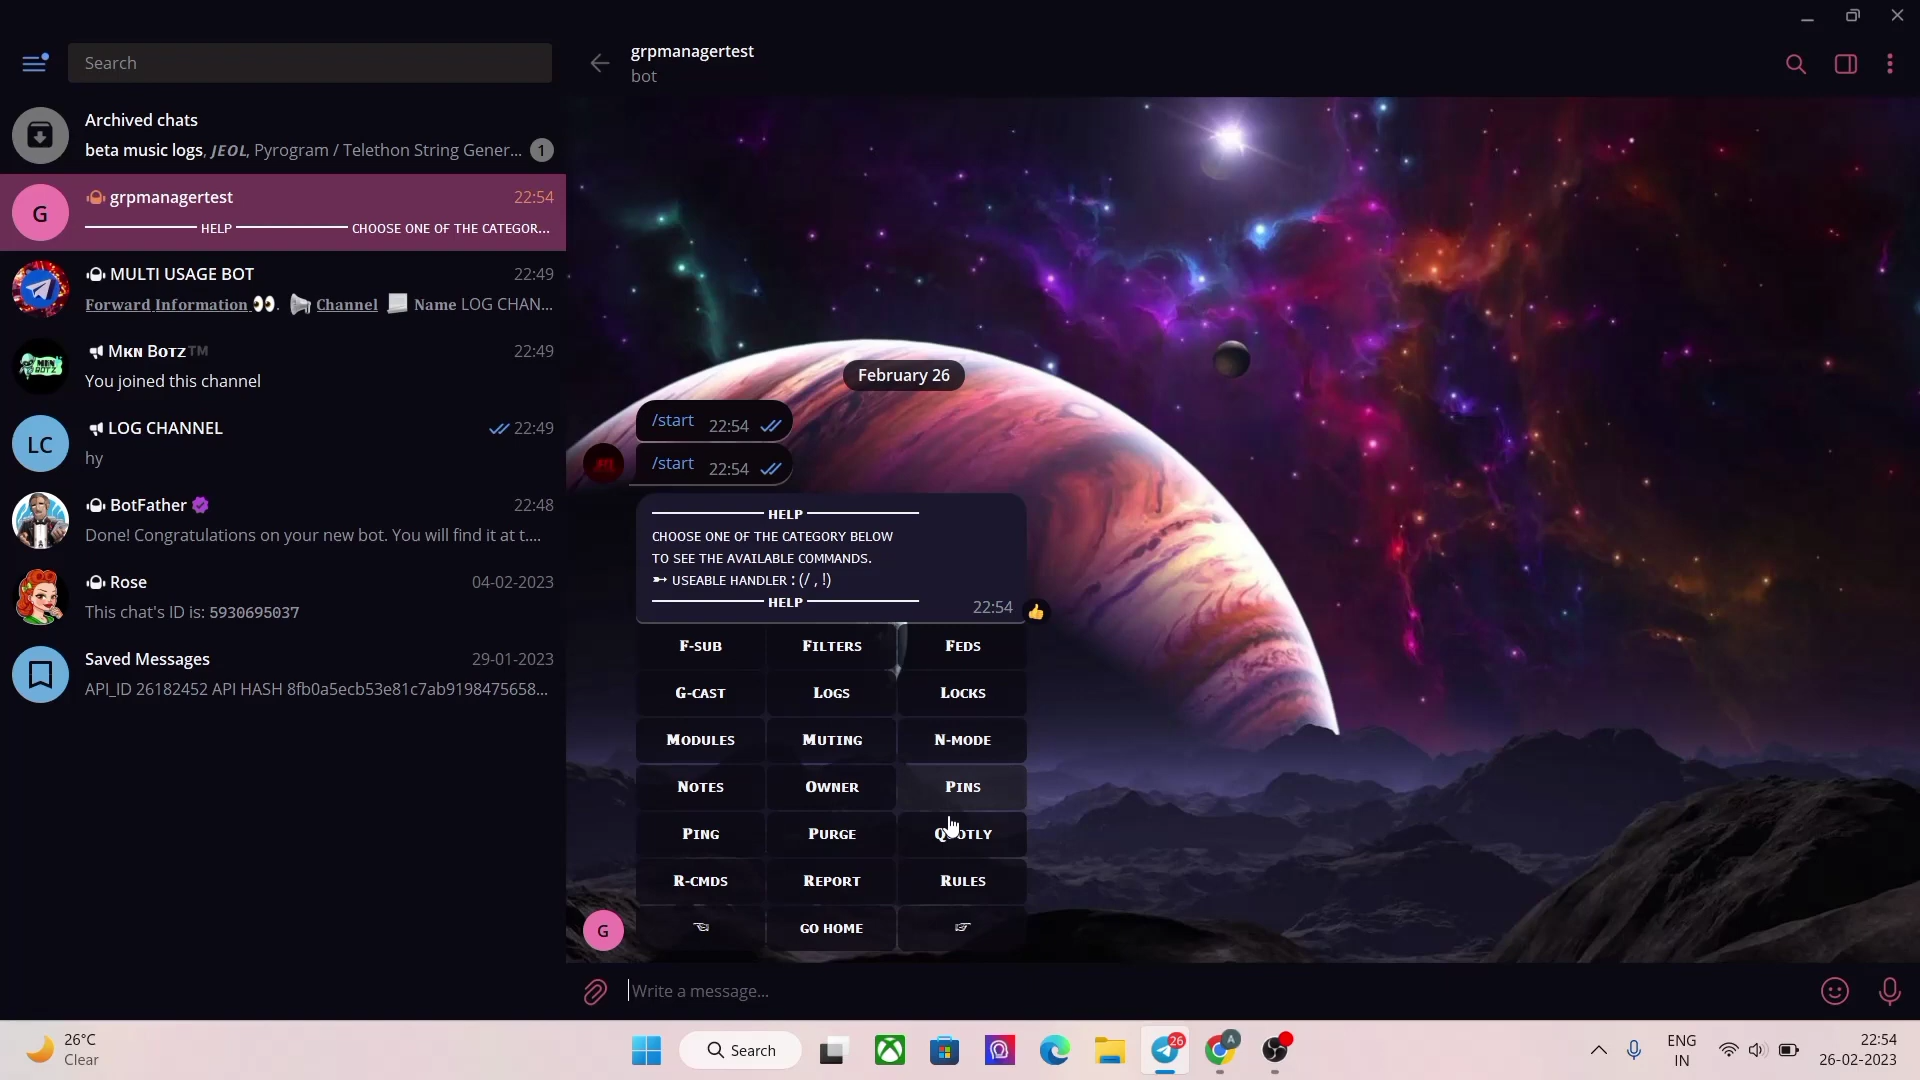 Search
Archived chats
beta music logs, JEOL, Pyrogram / Telethon String Gener... 1
G
grpmanagertest 22:54
HELP CHOOSE ONE OF THE CATEGOR...
MULTI USAGE BOT 22:49
Forward Information 👀. 📢 Channel 📃 Name LOG CHAN...
Mᴋɴ Bᴏᴛᴢ™ 22:49
You joined this channel
LC
LOG CHANNEL 22:49
hy
BotFather 22:48
Done! Congratulations on your new bot. You will find it at t....
Rose 04-02-2023
This chat's ID is: 5930695037
Saved Messages 29-01-2023
API_ID 26182452 API HASH 8fb0a5ecb53e81c7ab9198475658...
grpmanagertest
bot
February 26
/start 22:54
/start 22:54
HELP
CHOOSE ONE OF THE CATEGORY BELOW
TO SEE THE AVAILABLE COMMANDS.
➵ USEABLE HANDLER : (/ , !)
HELP
22:54 👍
F-SUB FILTERS FEDS
G-CAST LOGS LOCKS
MODULES MUTING N-MODE
NOTES OWNER PINS
PING PURGE QUOTLY
R-CMDS REPORT RULES
☜ GO HOME ☞
G
Write a message...
26°C
Clear
Search
26
A
ENG
IN
22:54
26-02-2023